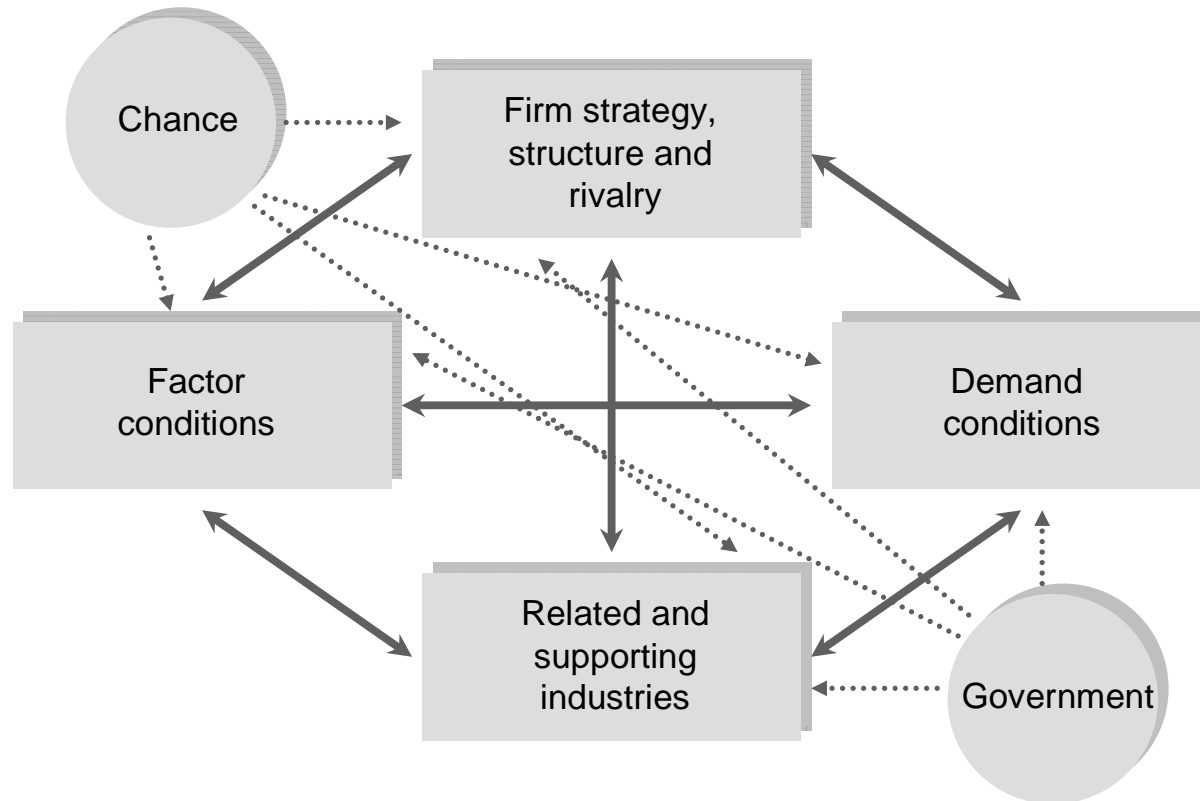 Chance
Firm strategy,
structure and
rivalry
Factor
conditions
Demand
conditions
Related and
supporting
industries
Government